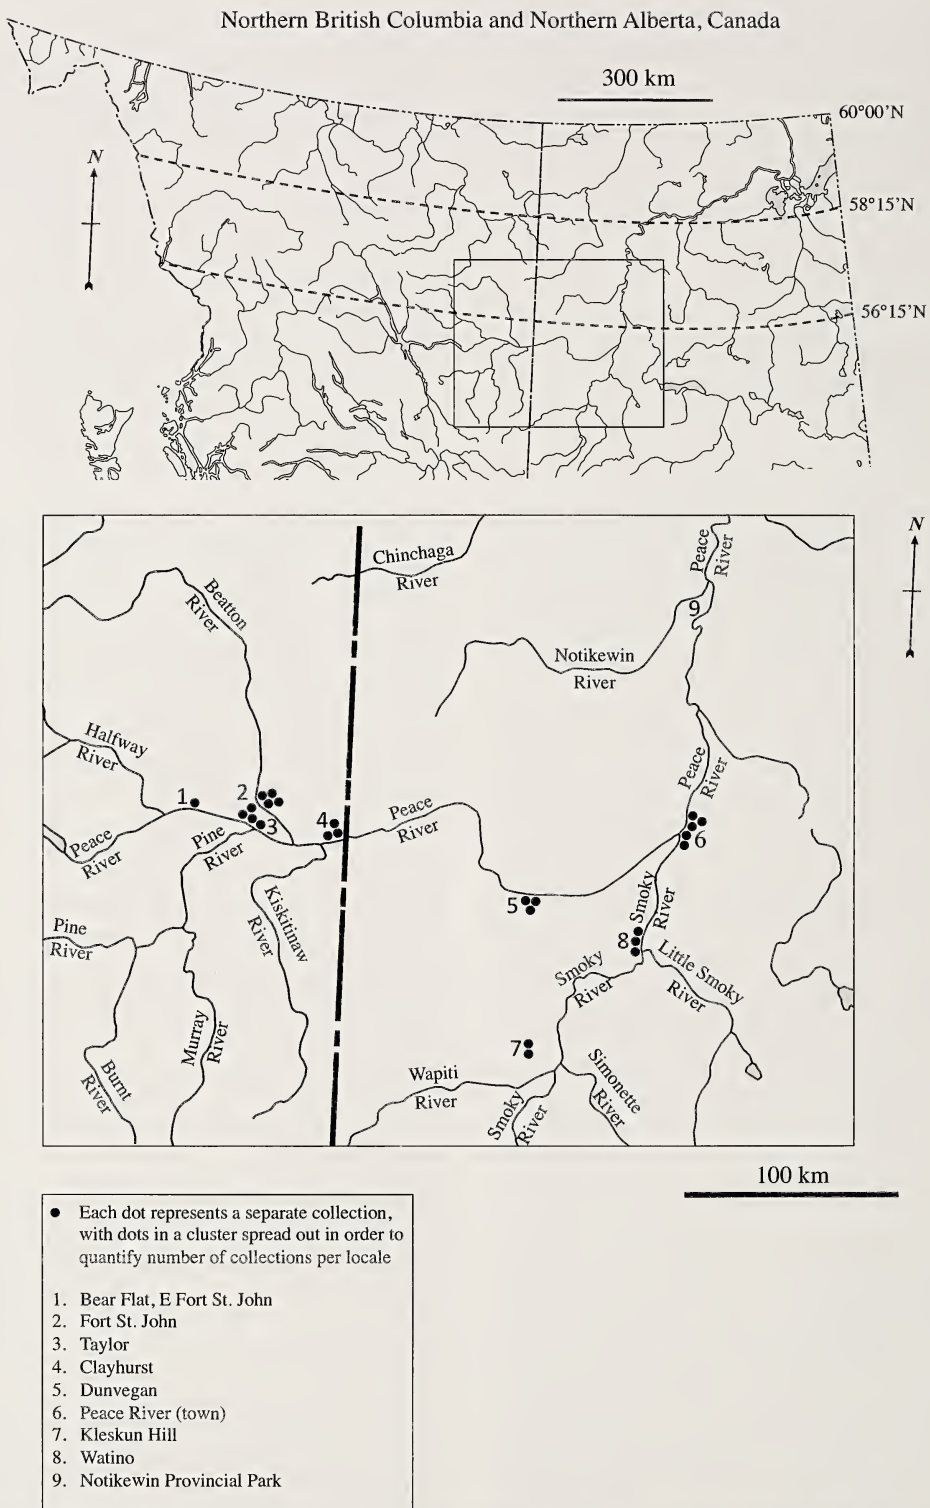 Northern British Columbia and Northern Alberta, Canada
300 km
60°00'N
N
58°15'N
56°15'N
N
Chinchaga
River
Peace
River
Beatton
River
9
Notikewin
River
Halfway
River
Peace
River
1
2
3
4
Peace
River
Pine
River
Peace
River
6
Kiskitinaw
River
5
Smoky
River
Pine
River
8
Smoky
River
Little Smoky
River
Murray
River
7
Burnt
River
Wapiti
River
Smoky
River
Simonette
River
100 km
● Each dot represents a separate collection,
with dots in a cluster spread out in order to
quantify number of collections per locale
1. Bear Flat, E Fort St. John
2. Fort St. John
3. Taylor
4. Clayhurst
5. Dunvegan
6. Peace River (town)
7. Kleskun Hill
8. Watino
9. Notikewin Provincial Park